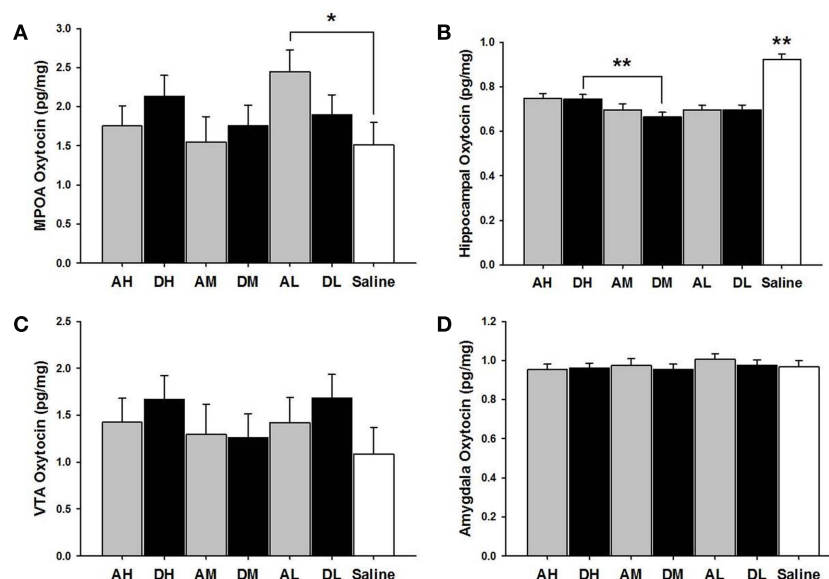 A
MPOA Oxytocin (pg/mg)
3.0
2.5
2.0
1.5
1.0
0.5
0.0
*
AH DH AM DM AL DL Saline
B
Hippocampal Oxytocin (pg/mg)
1.0
0.8
0.6
0.4
0.2
0.0
**
**
AH DH AM DM AL DL Saline
C
VTA Oxytocin (pg/mg)
2.5
2.0
1.5
1.0
0.5
0.0
AH DH AM DM AL DL Saline
D
Amygdala Oxytocin (pg/mg)
1.2
1.0
0.8
0.6
0.4
0.2
0.0
AH DH AM DM AL DL Saline